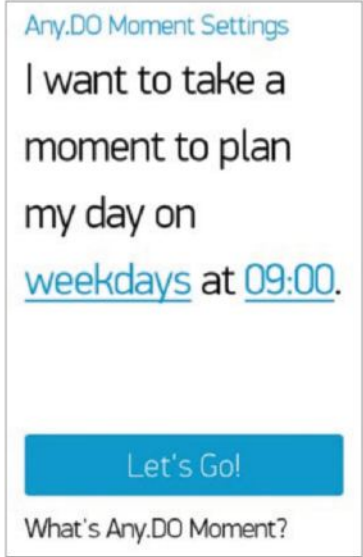 Any.DO Moment Settings
I want to take a
moment to plan
my day on
weekdays at 09:00.
Let's Go!
What's Any.DO Moment?